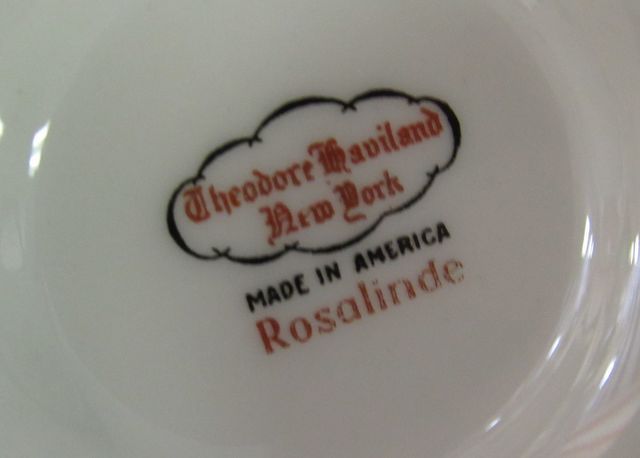 Theodore Haviland
New York
MADE IN AMERICA
Rosalinde